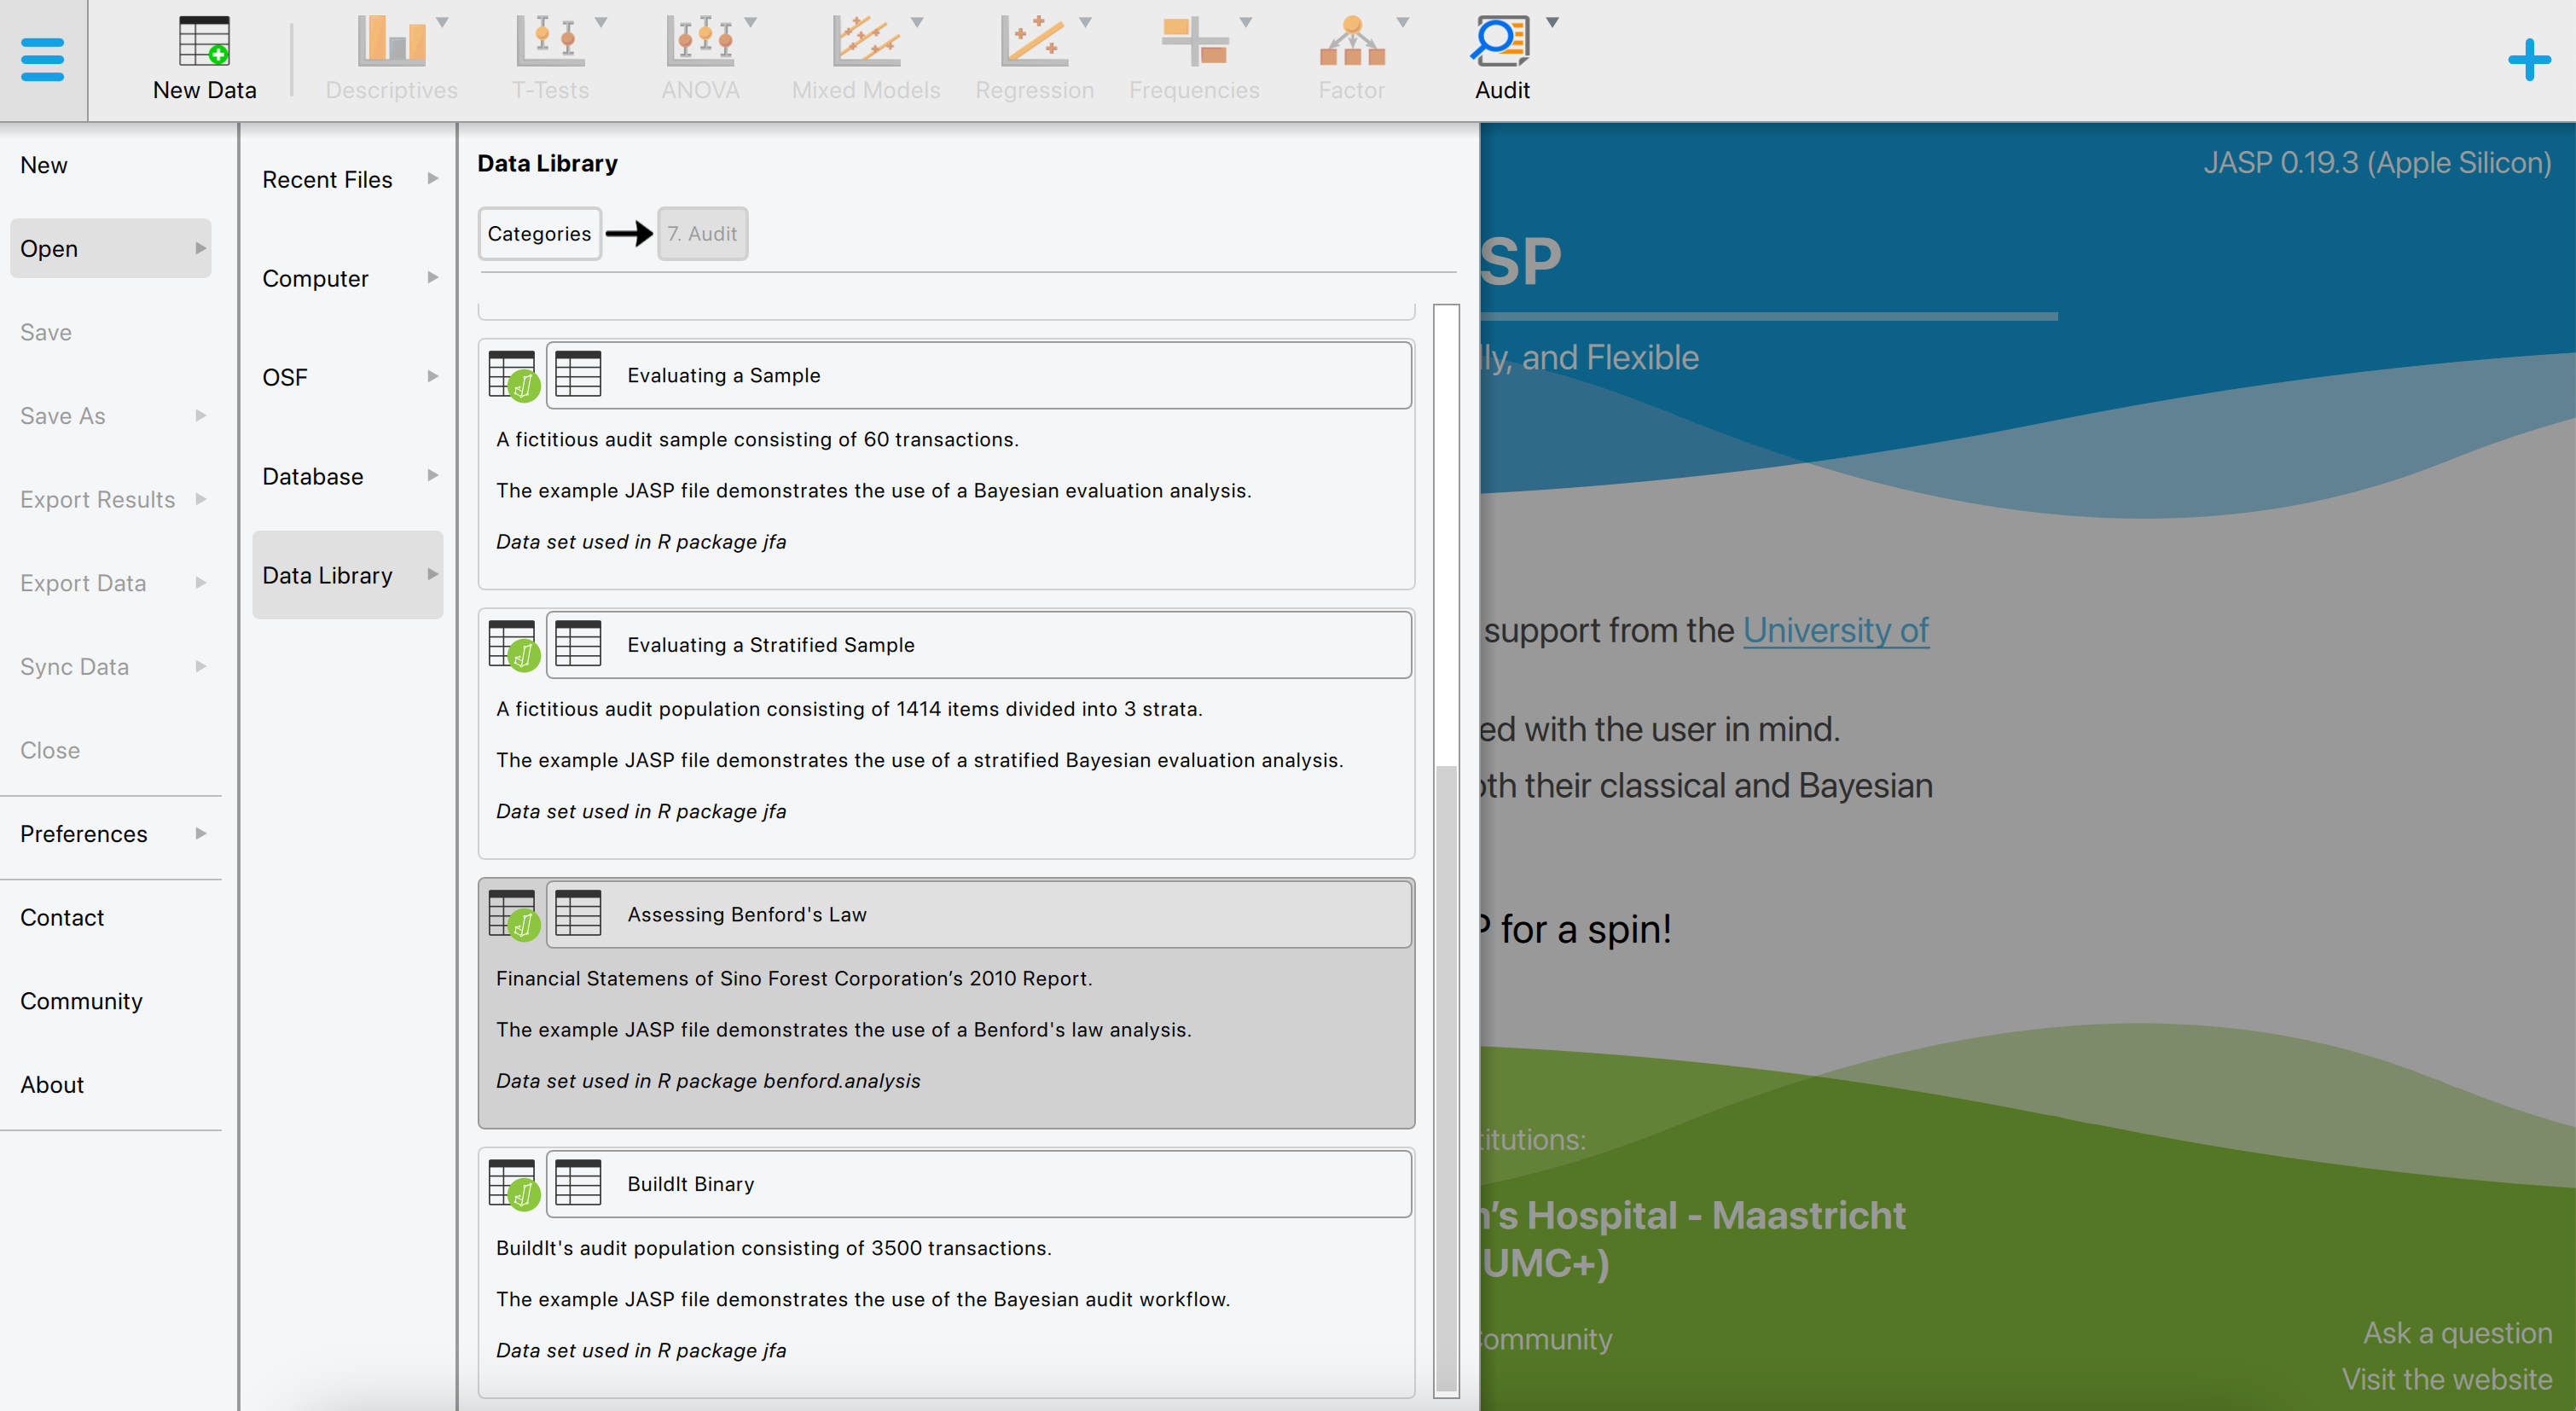 New Data
Descriptives
T-Tests
ANOVA
Mixed Models
Regression
Frequencies
Factor
Audit
New
Open
Save
Save As
Export Results
Export Data
Sync Data
Close
Preferences
Contact
Community
About
Recent Files
Computer
OSF
Database
Data Library
Data Library
Categories
7. Audit
Evaluating a Sample
A fictitious audit sample consisting of 60 transactions.
The example JASP file demonstrates the use of a Bayesian evaluation analysis.
Data set used in R package jfa
Evaluating a Stratified Sample
A fictitious audit population consisting of 1414 items divided into 3 strata.
The example JASP file demonstrates the use of a stratified Bayesian evaluation analysis.
Data set used in R package jfa
Assessing Benford's Law
Financial Statemens of Sino Forest Corporation’s 2010 Report.
The example JASP file demonstrates the use of a Benford's law analysis.
Data set used in R package benford.analysis
BuildIt Binary
BuildIt's audit population consisting of 3500 transactions.
The example JASP file demonstrates the use of the Bayesian audit workflow.
Data set used in R package jfa
JASP 0.19.3 (Apple Silicon)
SP
lly, and Flexible
support from the University of
ed with the user in mind.
oth their classical and Bayesian
P for a spin!
titutions:
n’s Hospital - Maastricht
UMC+)
Community
Ask a question
Visit the website